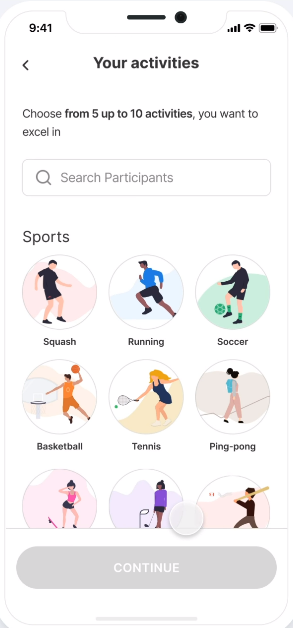 9:41
Your activities
Choose from 5 up to 10 activities, you want to
excel in
Search Participants
Sports
Squash Running Soccer
Basketball Tennis Ping-pong
CONTINUE